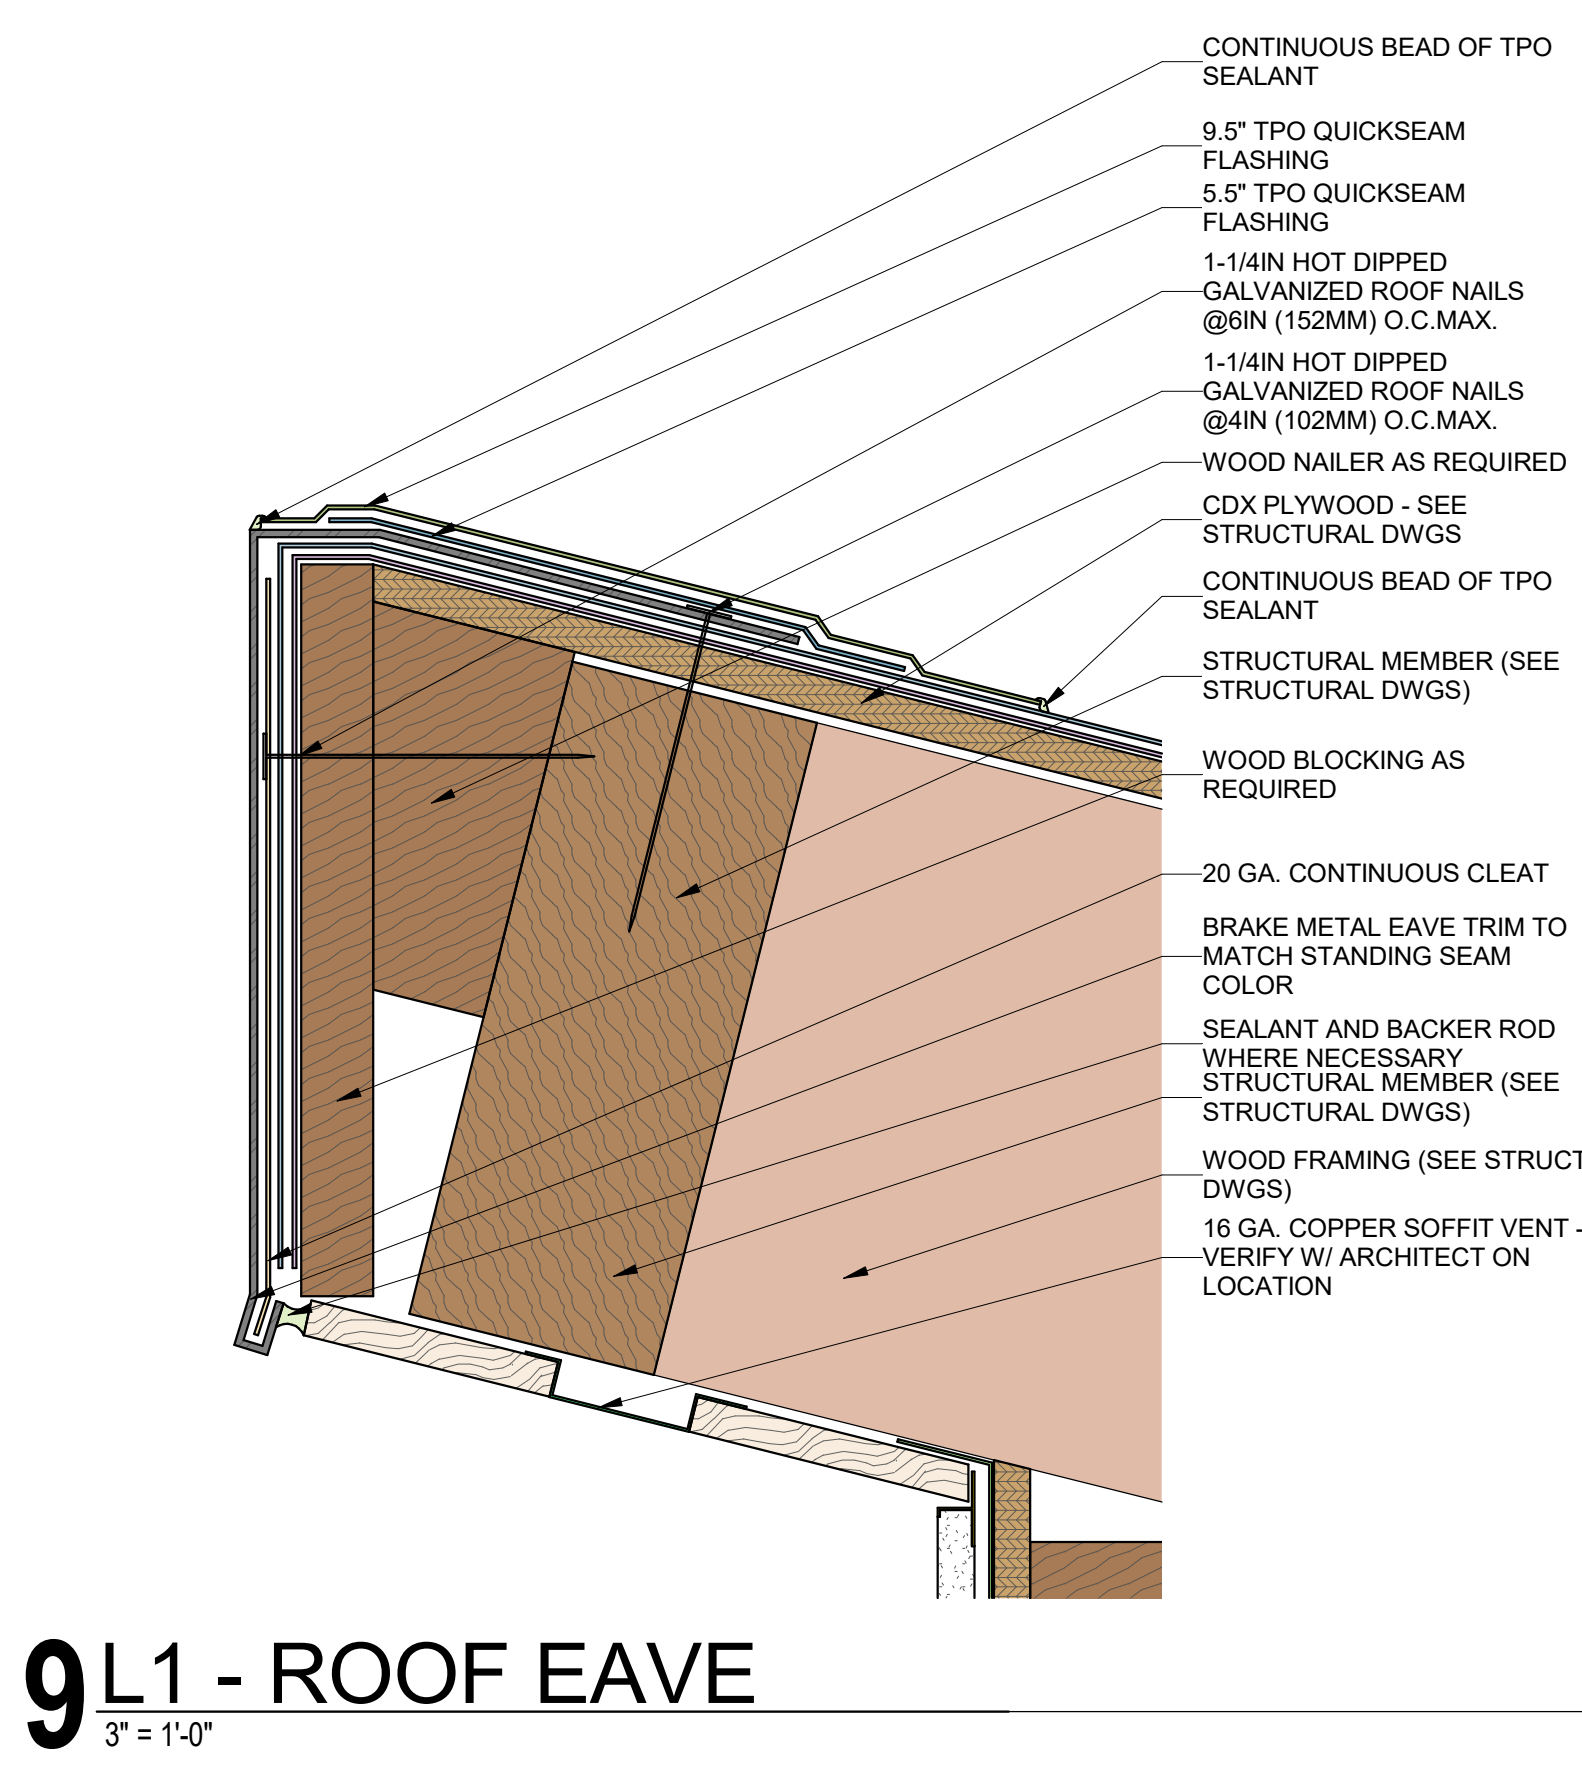 CONTINUOUS BEAD OF TPO
SEALANT
9.5" TPO QUICKSEAM
FLASHING
5.5" TPO QUICKSEAM
FLASHING
1-1/4IN HOT DIPPED
GALVANIZED ROOF NAILS
@6IN (152MM) O.C.MAX.
1-1/4IN HOT DIPPED
GALVANIZED ROOF NAILS
@4IN (102MM) O.C.MAX.
WOOD NAILER AS REQUIRED
CDX PLYWOOD - SEE
STRUCTURAL DWGS
CONTINUOUS BEAD OF TPO
SEALANT
STRUCTURAL MEMBER (SEE
STRUCTURAL DWGS)
WOOD BLOCKING AS
REQUIRED
20 GA. CONTINUOUS CLEAT
BRAKE METAL EAVE TRIM TO
MATCH STANDING SEAM
COLOR
SEALANT AND BACKER ROD
WHERE NECESSARY
STRUCTURAL MEMBER (SEE
STRUCTURAL DWGS)
WOOD FRAMING (SEE STRUCT
DWGS)
16 GA. COPPER SOFFIT VENT -
VERIFY W/ ARCHITECT ON
LOCATION
9 L1 - ROOF EAVE
3" = 1'-0"